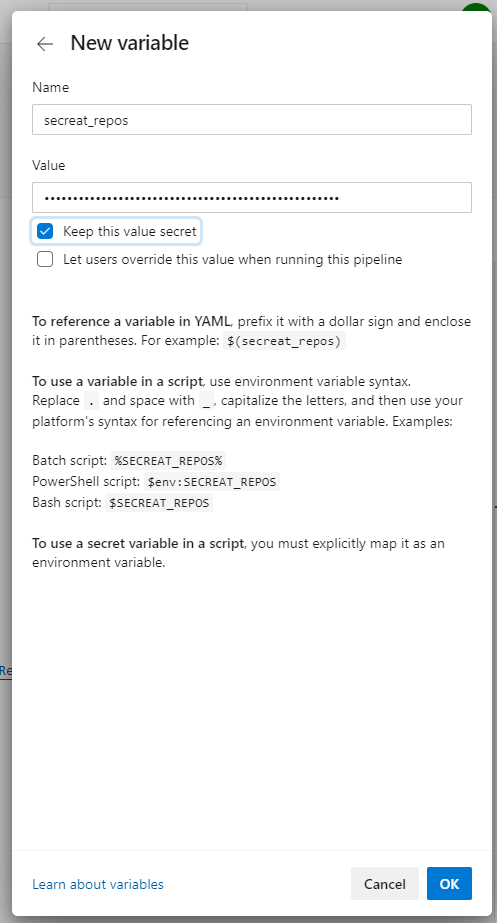 New variable
Name
secreat_repos
Value
Keep this value secret
Let users override this value when running this pipeline
To reference a variable in YAML, prefix it with a dollar sign and enclose
it in parentheses. For example: $(secreat_repos)
To use a variable in a script, use environment variable syntax.
Replace . and space with _, capitalize the letters, and then use your
platform's syntax for referencing an environment variable. Examples:
Batch script: %SECREAT_REPOS%
PowerShell script: $env:SECREAT_REPOS
Bash script: $SECREAT_REPOS
To use a secret variable in a script, you must explicitly map it as an
environment variable.
Re
Learn about variables
Cancel
OK